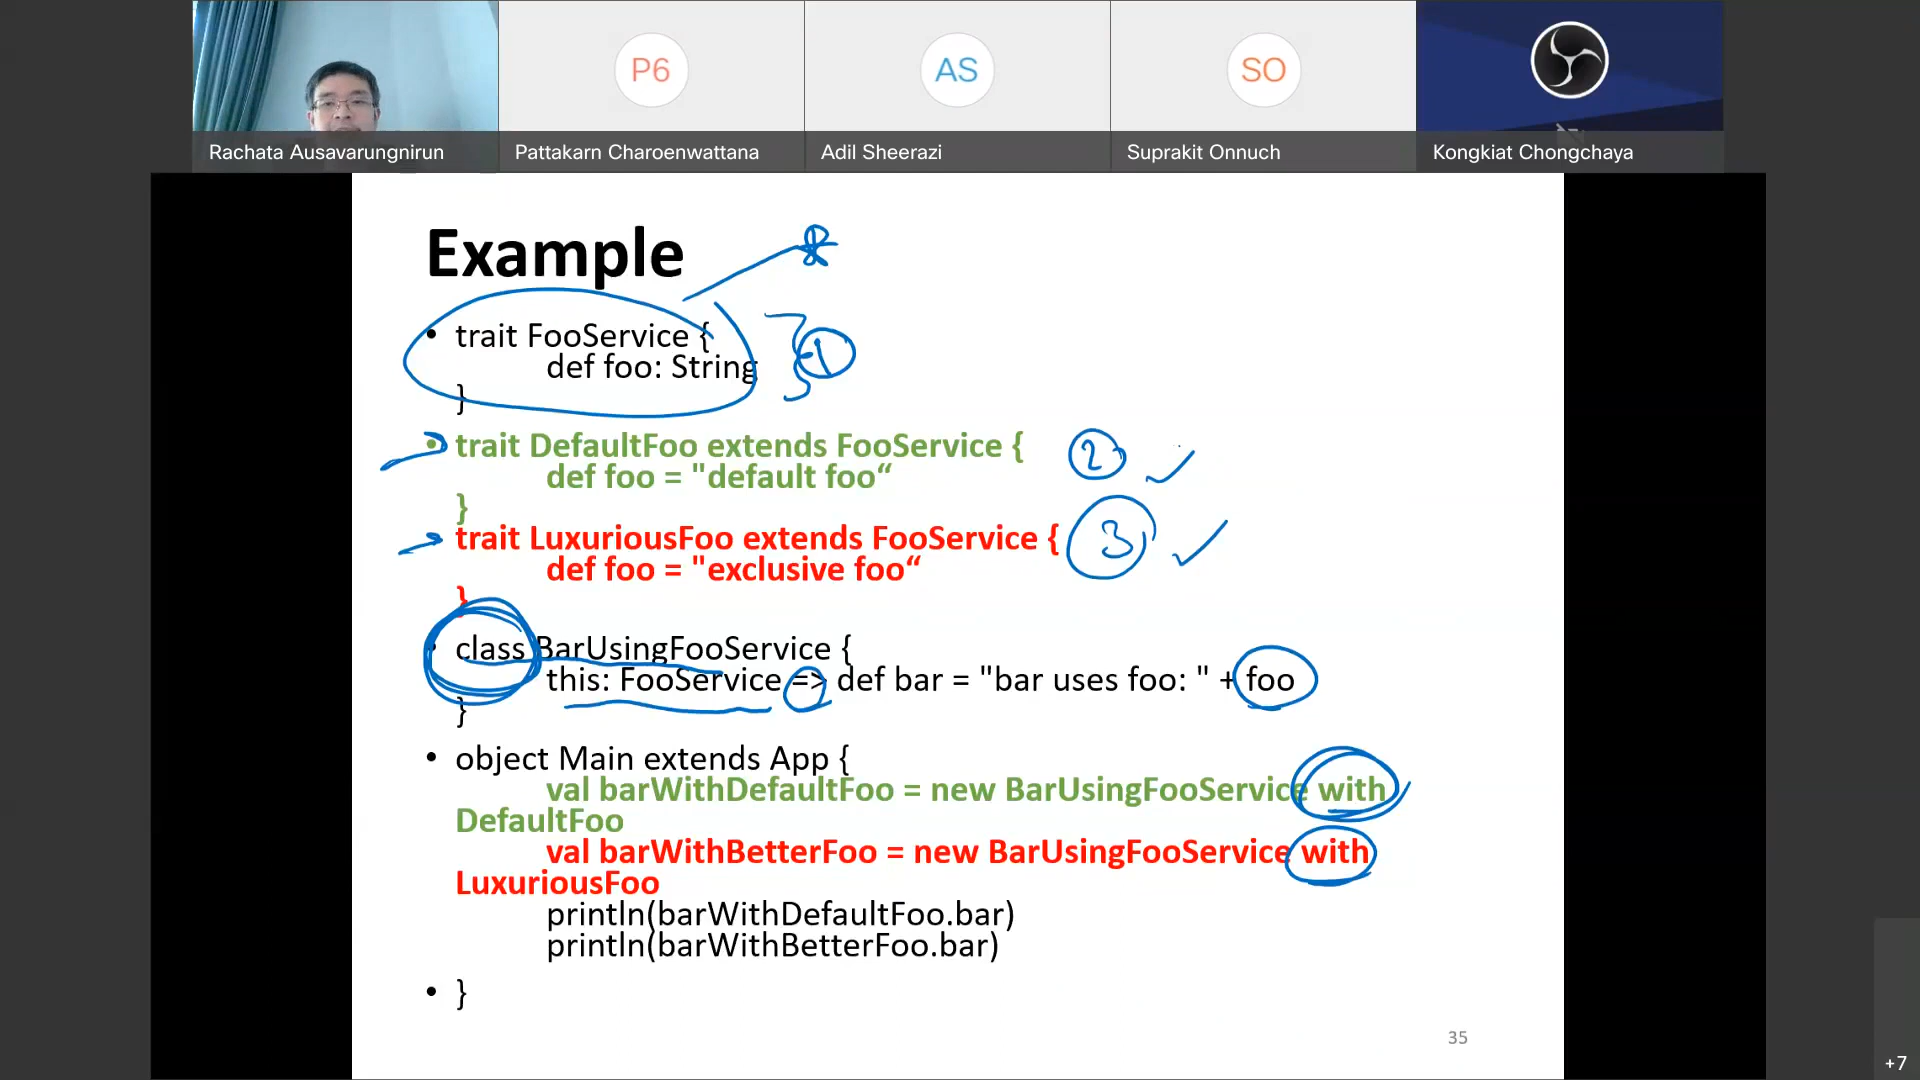 P6
AS
SO
Rachata Ausavarungnirun
Pattakarn Charoenwattana
Adil Sheerazi
Suprakit Onnuch
Kongkiat Chongchaya
Example
• trait FooService {
def foo: String
}
1
• trait DefaultFoo extends FooService {
def foo = "default foo“
}
2
trait LuxuriousFoo extends FooService {
def foo = "exclusive foo“
}
3
• class BarUsingFooService {
this: FooService => def bar = "bar uses foo: " + foo
}
• object Main extends App {
val barWithDefaultFoo = new BarUsingFooService with
DefaultFoo
val barWithBetterFoo = new BarUsingFooService with
LuxuriousFoo
println(barWithDefaultFoo.bar)
println(barWithBetterFoo.bar)
• }
35
+7